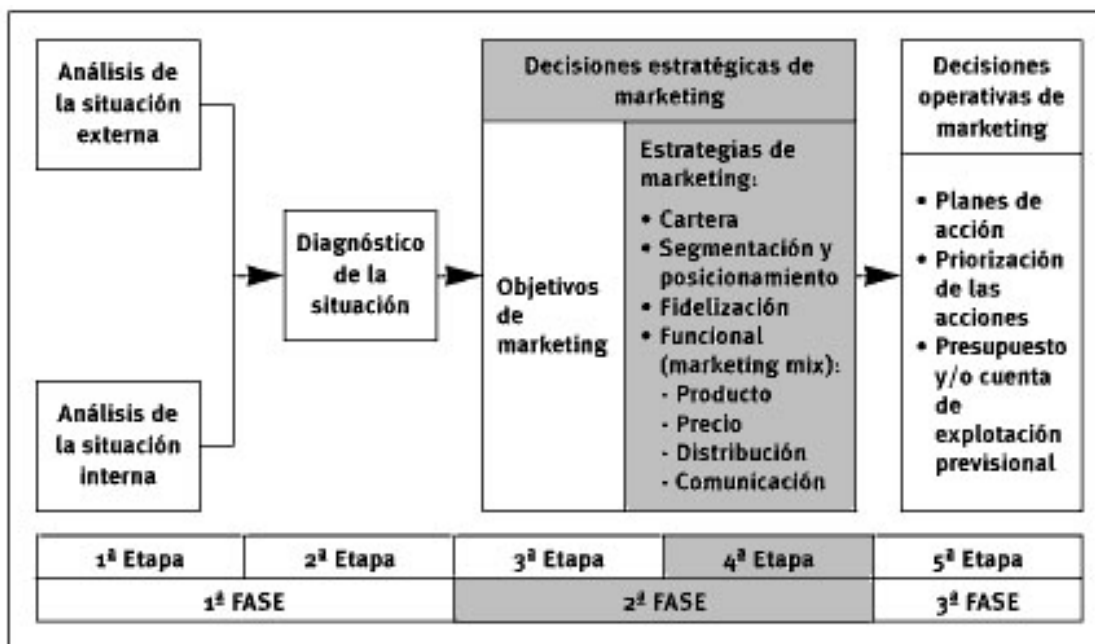 Análisis de
la situación
externa
Análisis de
la situación
interna
Diagnóstico
de la
situación
Decisiones estratégicas de
marketing
Objetivos
de
marketing
Estrategias de
marketing:
• Cartera
• Segmentación y
posicionamiento
• Fidelización
• Funcional
(marketing mix):
- Producto
- Precio
- Distribución
- Comunicación
Decisiones
operativas de
marketing
• Planes de
acción
• Priorización
de las
acciones
• Presupuesto
y/o cuenta
de
explotación
previsional
1ª Etapa 2ª Etapa 3ª Etapa 4ª Etapa 5ª Etapa
1ª FASE 2ª FASE 3ª FASE